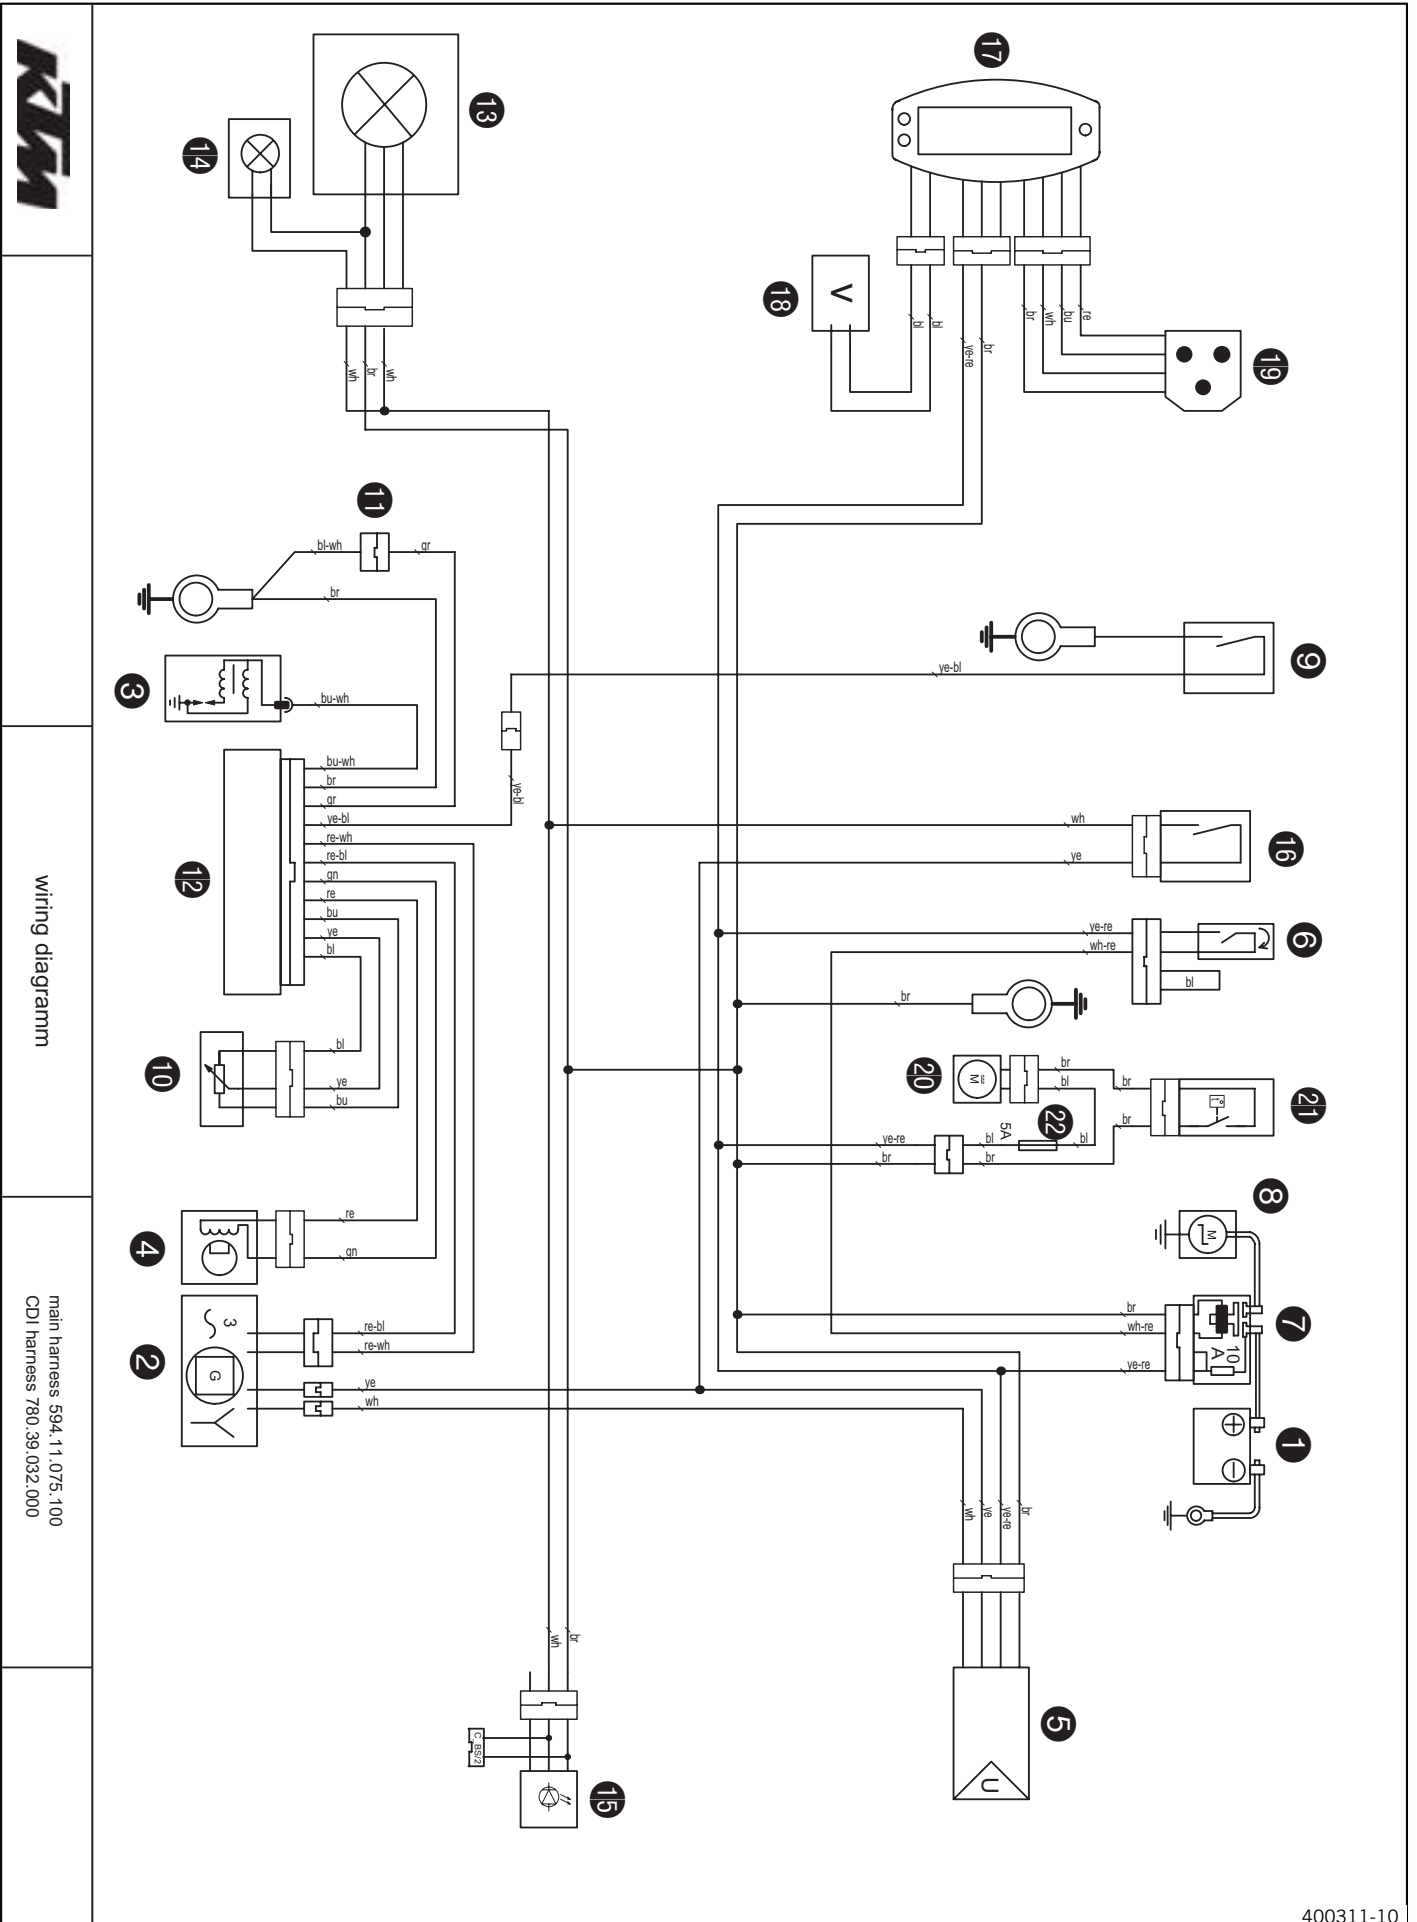 KTM
wiring diagramm
main harness 594.11.075.100
CDI harness 780.39.032.000
400311-10
13
14
wh
br
wh
17
18
V
bl
bl
ye-re
br
br
wh
bu
re
19
11
bl-wh
gr
br
3
bu-wh
9
ye-bl
ye-bl
12
bu-wh
br
gr
ye-bl
re-wh
re-bl
gn
re
bu
ye
bl
10
bl
ye
bu
4
re
gn
2
3
G
re-bl
re-wh
ye
wh
16
wh
ye
6
ye-re
wh-re
bl
br
20
M
br
bl
21
t°
br
br
22
5A
bl
bl
br
ye-re
br
8
M
7
10
A
br
wh-re
ye-re
1
wh
ye
ye-re
br
5
U
wh
br
C_BS/2
15